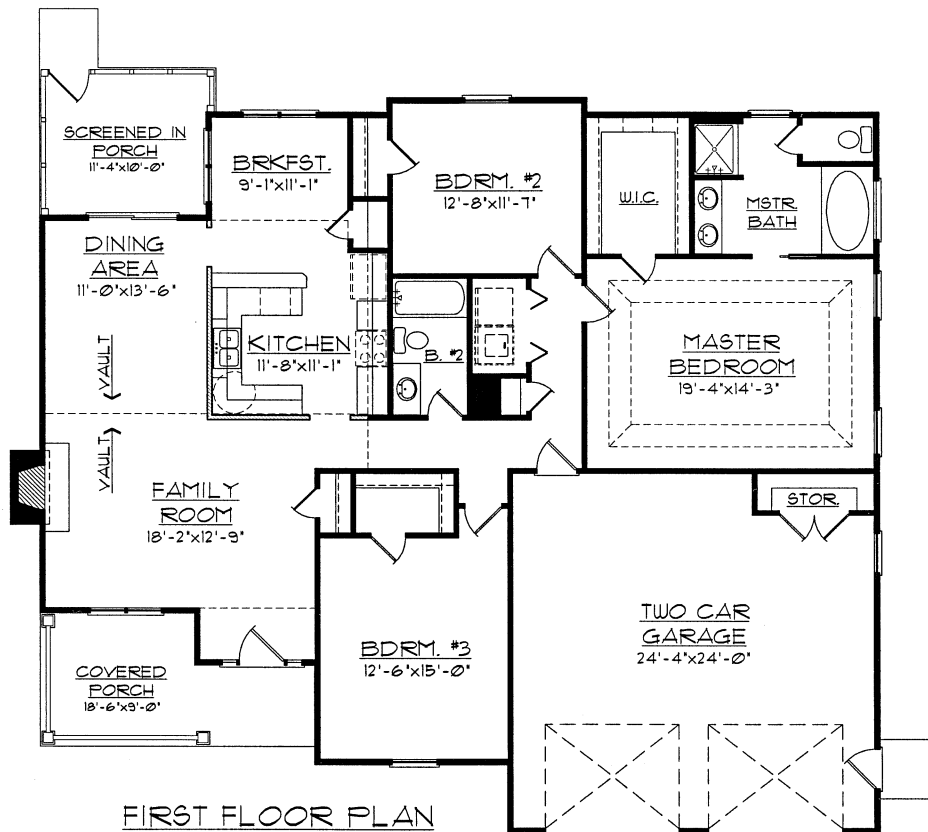 SCREENED IN
PORCH
11'-4"x10'-0"
BRKFST.
9'-1"x11'-1"
BDRM. #2
12'-8"x11'-7"
W.I.C.
MSTR.
BATH
DINING
AREA
11'-0"x13'-6"
KITCHEN
11'-8"x11'-1"
B. #2
MASTER
BEDROOM
19'-4"x14'-3"
VAULT
VAULT
FAMILY
ROOM
18'-2"x12'-9"
STOR.
BDRM. #3
12'-6"x15'-0"
TWO CAR
GARAGE
24'-4"x24'-0"
COVERED
PORCH
18'-6"x9'-0"
FIRST FLOOR PLAN